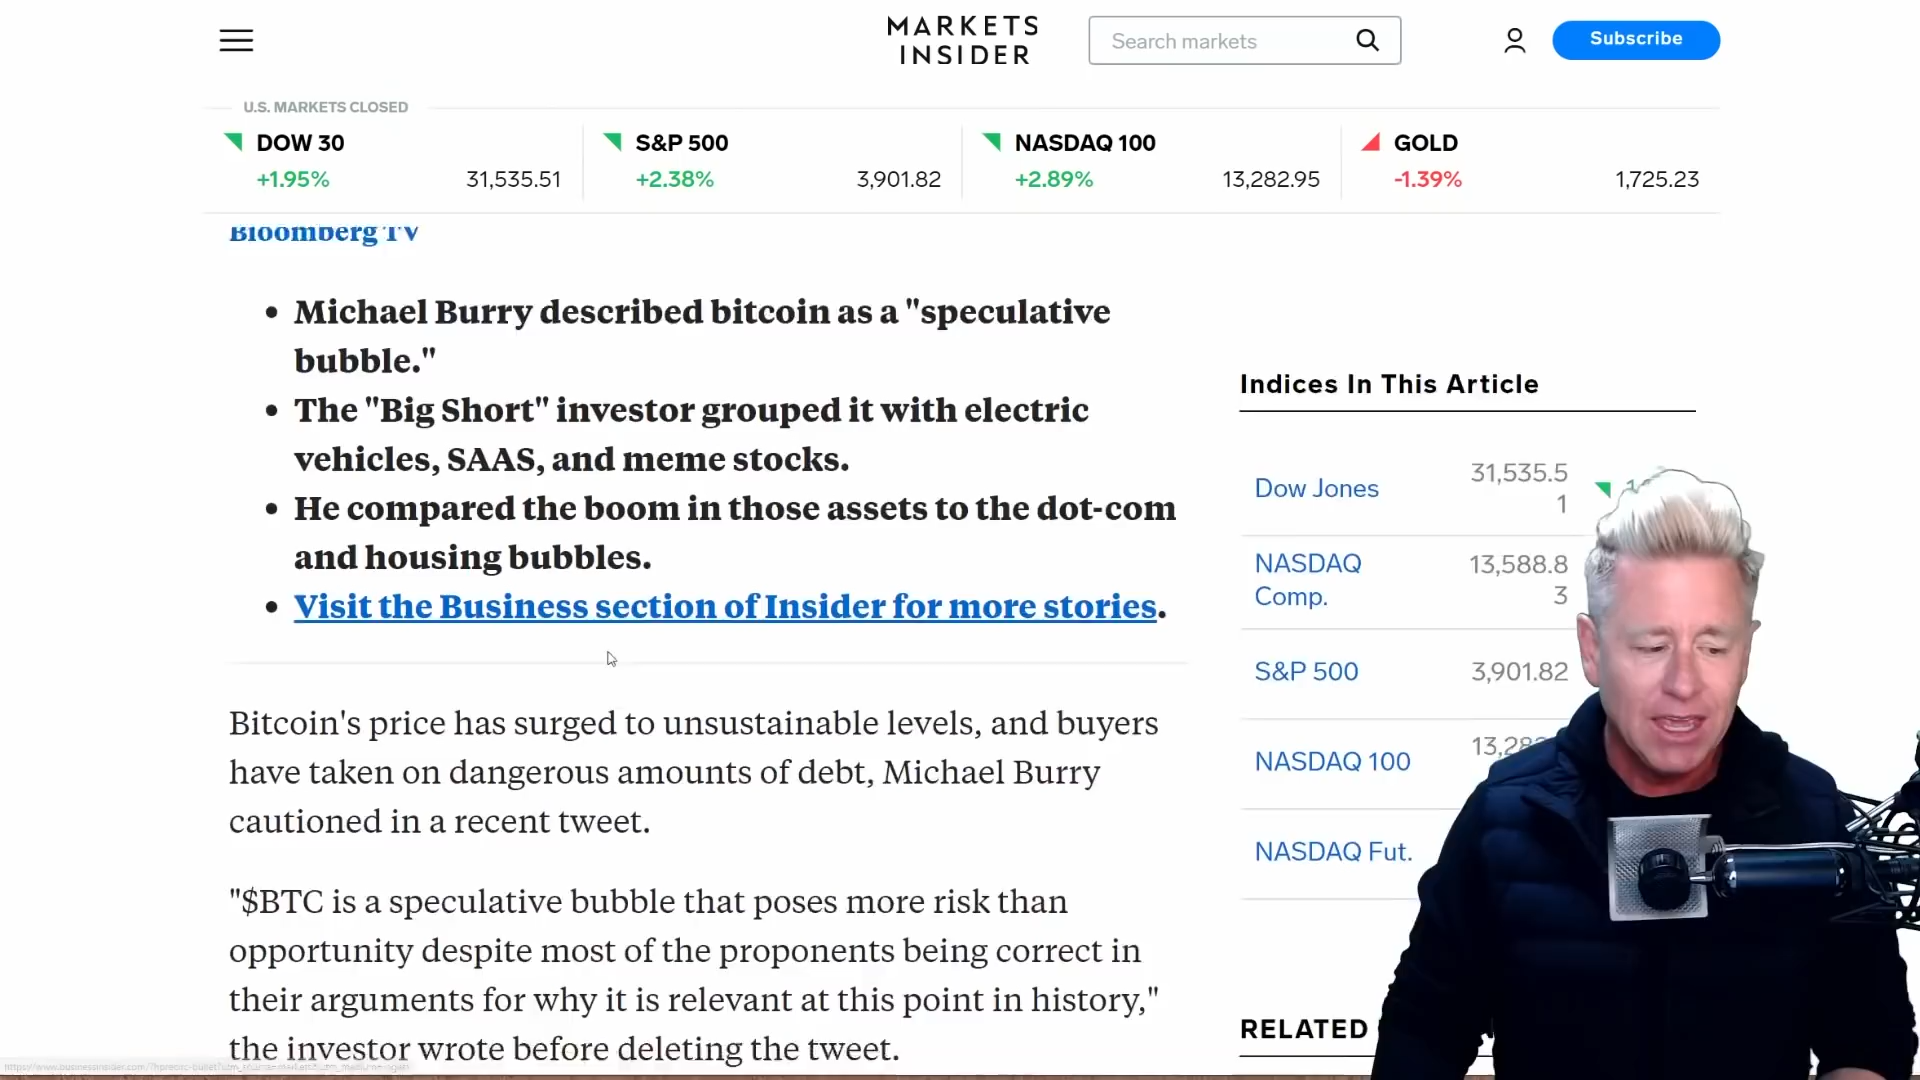 MARKETS
INSIDER
Search markets
Subscribe
U.S. MARKETS CLOSED
DOW 30
+1.95% 31,535.51
S&P 500
+2.38% 3,901.82
NASDAQ 100
+2.89% 13,282.95
GOLD
-1.39% 1,725.23
Bloomberg TV
• Michael Burry described bitcoin as a "speculative
bubble."
• The "Big Short" investor grouped it with electric
vehicles, SAAS, and meme stocks.
• He compared the boom in those assets to the dot-com
and housing bubbles.
• Visit the Business section of Insider for more stories.
Bitcoin's price has surged to unsustainable levels, and buyers
have taken on dangerous amounts of debt, Michael Burry
cautioned in a recent tweet.
"$BTC is a speculative bubble that poses more risk than
opportunity despite most of the proponents being correct in
their arguments for why it is relevant at this point in history,"
the investor wrote before deleting the tweet.
Indices In This Article
Dow Jones 31,535.5
1
NASDAQ 13,588.8
Comp. 3
S&P 500 3,901.82
NASDAQ 100
NASDAQ Fut.
RELATED